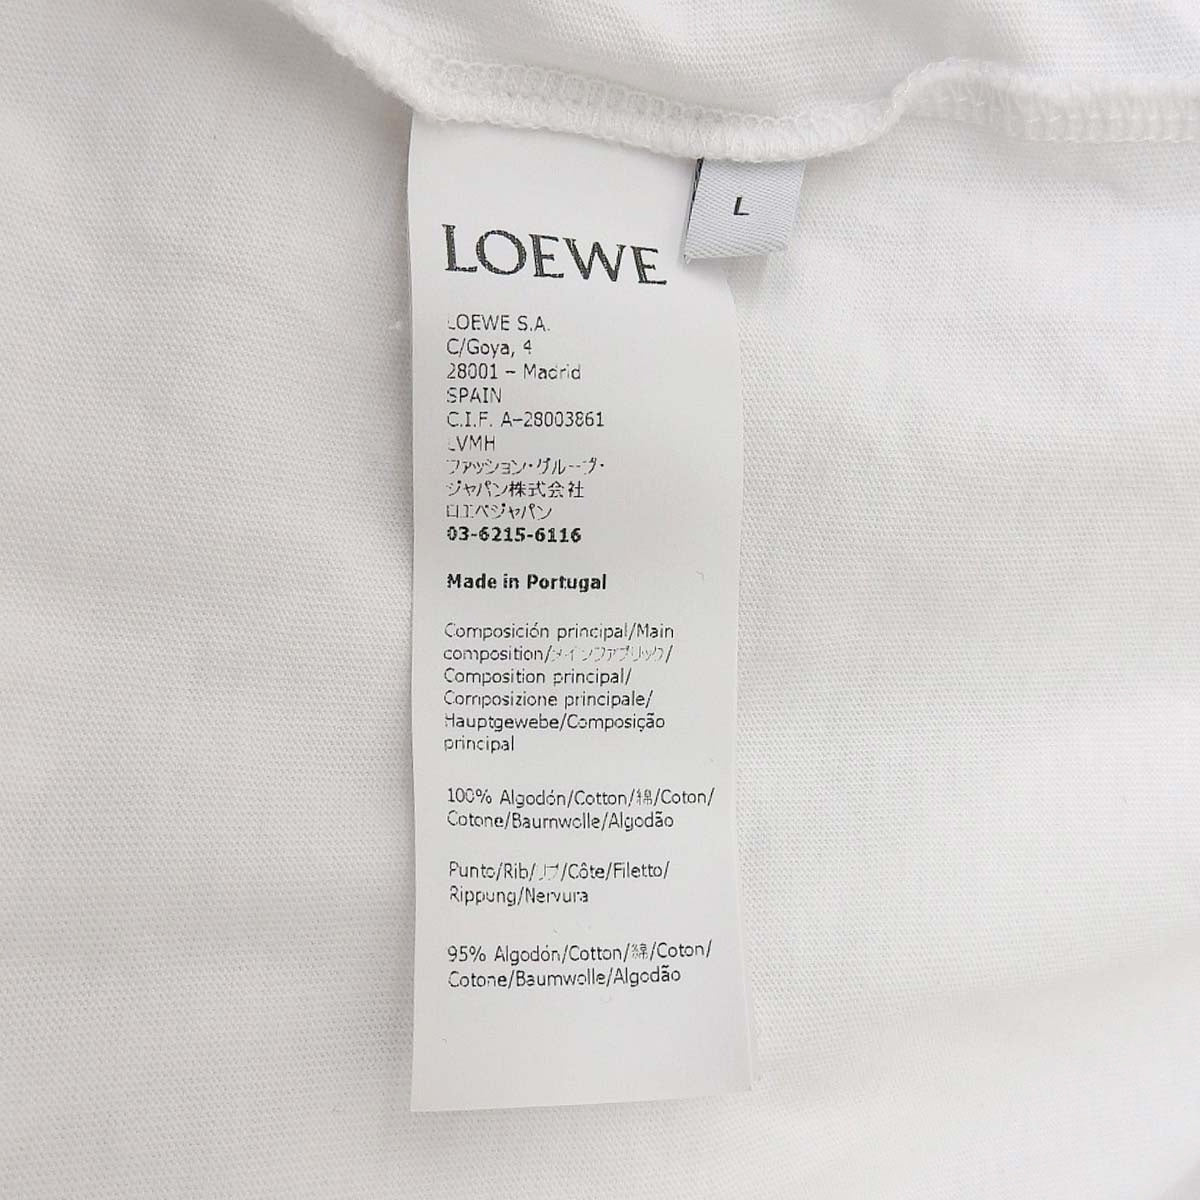 L
LOEWE
LOEWE S.A.
C/Goya, 4
28001 – Madrid
SPAIN
C.I.F. A-28003861
LVMH
ファッション・グループ・
ジャパン株式会社
ロエベジャパン
03-6215-6116
Made in Portugal
Composición principal/Main
composition/メインファブリック/
Composition principal/
Composizione principale/
Hauptgewebe/Composição
principal
100% Algodón/Cotton/綿/Coton/
Cotone/Baumwolle/Algodão
Punto/Rib/リブ/Côte/Filetto/
Rippung/Nervura
95% Algodón/Cotton/綿/Coton/
Cotone/Baumwolle/Algodão